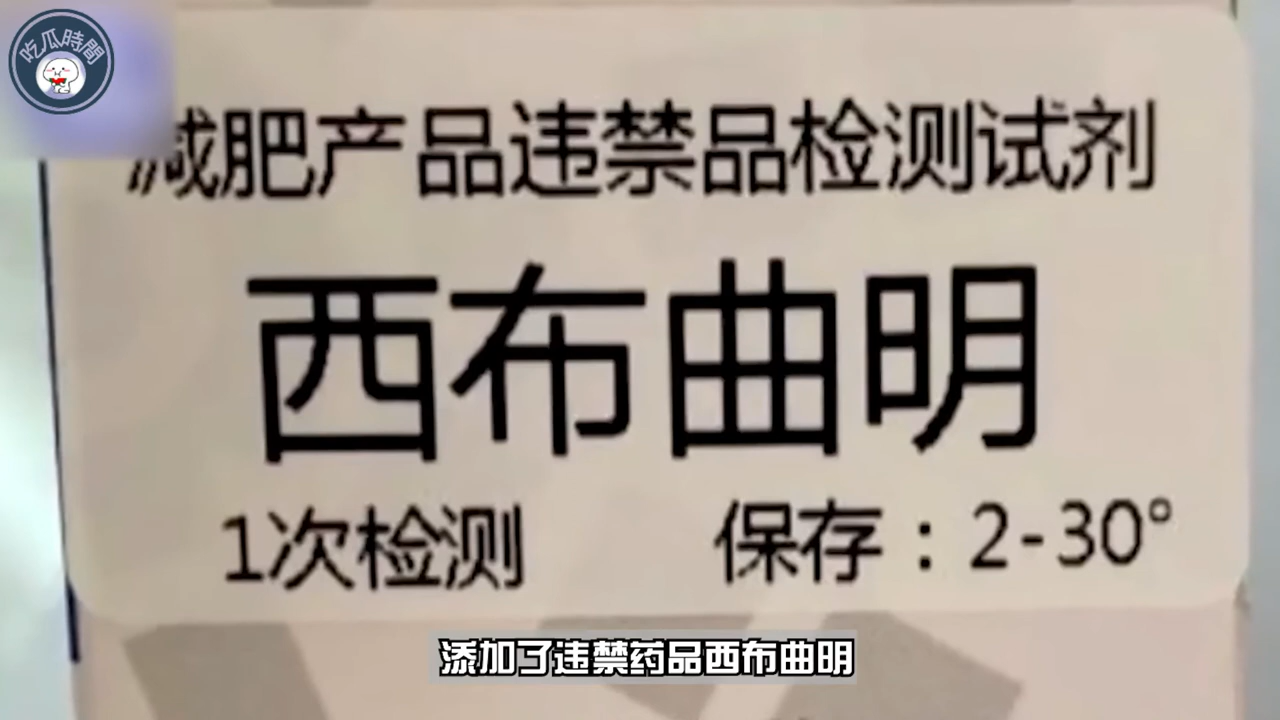 吃瓜時間
减肥产品违禁品检测试剂
西布曲明
1次检测 保存：2-30°
添加了违禁药品西布曲明